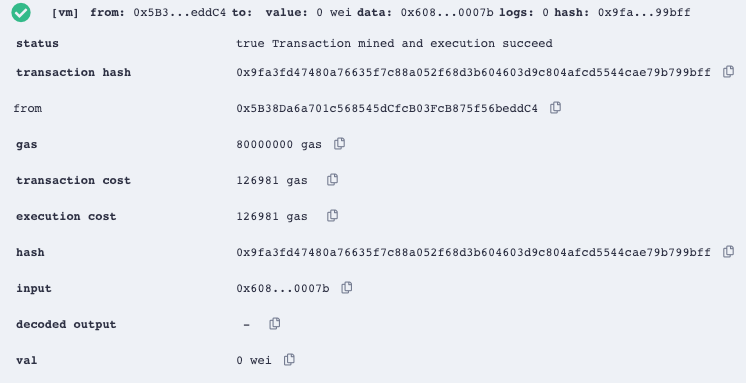 [vm] from: 0x5B3...eddC4 to: value: 0 wei data: 0x608...0007b logs: 0 hash: 0x9fa...99bff
status true Transaction mined and execution succeed
transaction hash 0x9fa3fd47480a76635f7c88a052f68d3b604603d9c804afcd5544cae79b799bff
from 0x5B38Da6a701c568545dCfcB03FcB875f56beddC4
gas 80000000 gas
transaction cost 126981 gas
execution cost 126981 gas
hash 0x9fa3fd47480a76635f7c88a052f68d3b604603d9c804afcd5544cae79b799bff
input 0x608...0007b
decoded output -
val 0 wei